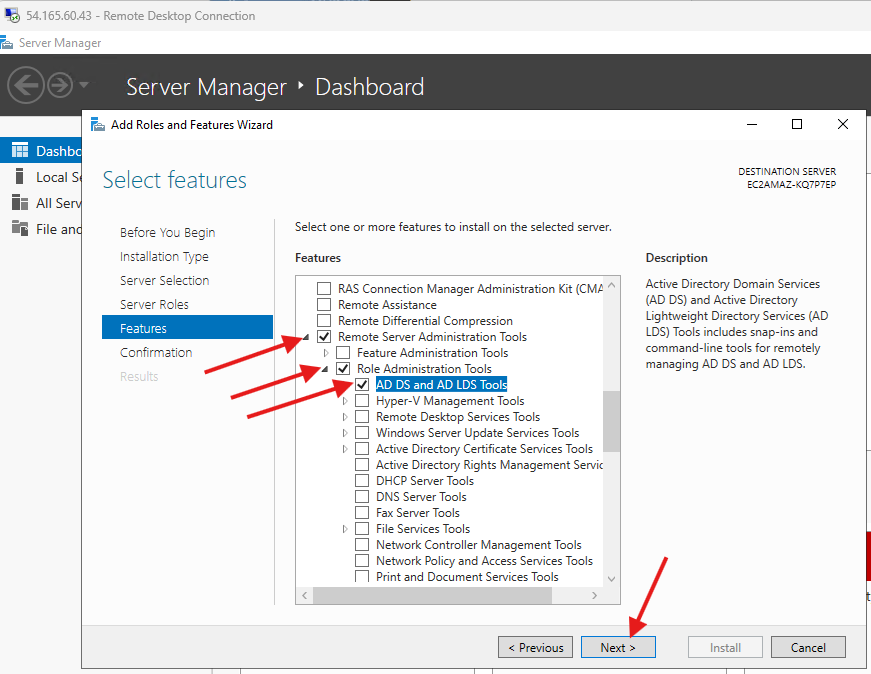 54.165.60.43 - Remote Desktop Connection
Server Manager
Server Manager Dashboard
Add Roles and Features Wizard
Dashbo
Local Se
All Serv
File and
Select features
DESTINATION SERVER
EC2AMAZ-KQ7P7EP
Before You Begin
Installation Type
Server Selection
Server Roles
Features
Confirmation
Results
Select one or more features to install on the selected server.
Features
RAS Connection Manager Administration Kit (CMA
Remote Assistance
Remote Differential Compression
Remote Server Administration Tools
Feature Administration Tools
Role Administration Tools
AD DS and AD LDS Tools
Hyper-V Management Tools
Remote Desktop Services Tools
Windows Server Update Services Tools
Active Directory Certificate Services Tools
Active Directory Rights Management Servic
DHCP Server Tools
DNS Server Tools
Fax Server Tools
File Services Tools
Network Controller Management Tools
Network Policy and Access Services Tools
Print and Document Services Tools
Description
Active Directory Domain Services
(AD DS) and Active Directory
Lightweight Directory Services (AD
LDS) Tools includes snap-ins and
command-line tools for remotely
managing AD DS and AD LDS.
< Previous
Next >
Install
Cancel